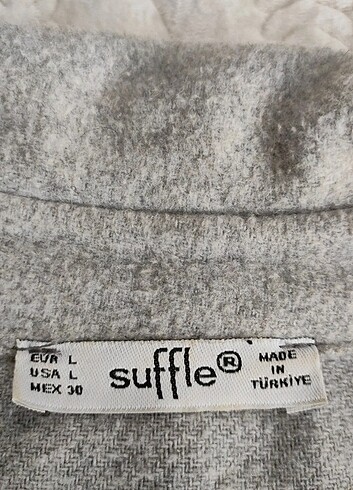 EUR L
USA L
MEX 30
suffle®
MADE
IN
TÜRKİYE